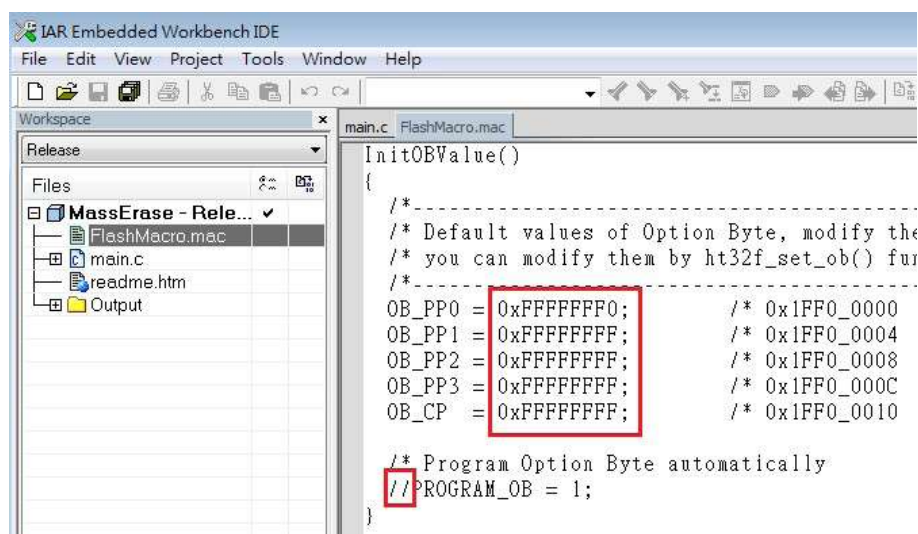 IAR Embedded Workbench IDE
File Edit View Project Tools Window Help
Workspace x
main.c FlashMacro.mac
Release
Files
MassErase - Rele...
FlashMacro.mac
main.c
readme.htm
Output
InitOBValue()
{
/*-----------------------------------------
/* Default values of Option Byte, modify the
/* you can modify them by ht32f_set_ob() fun
/*-----------------------------------------
OB_PP0 = 0xFFFFFFF0; /* 0x1FF0_0000
OB_PP1 = 0xFFFFFFFF; /* 0x1FF0_0004
OB_PP2 = 0xFFFFFFFF; /* 0x1FF0_0008
OB_PP3 = 0xFFFFFFFF; /* 0x1FF0_000C
OB_CP = 0xFFFFFFFF; /* 0x1FF0_0010
/* Program Option Byte automatically
//PROGRAM_OB = 1;
}